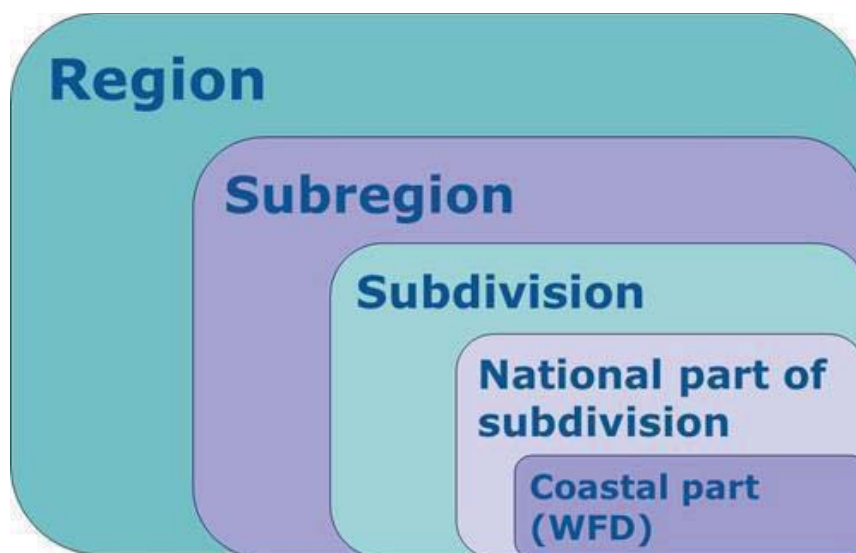 Region
Subregion
Subdivision
National part of
subdivision
Coastal part
(WFD)